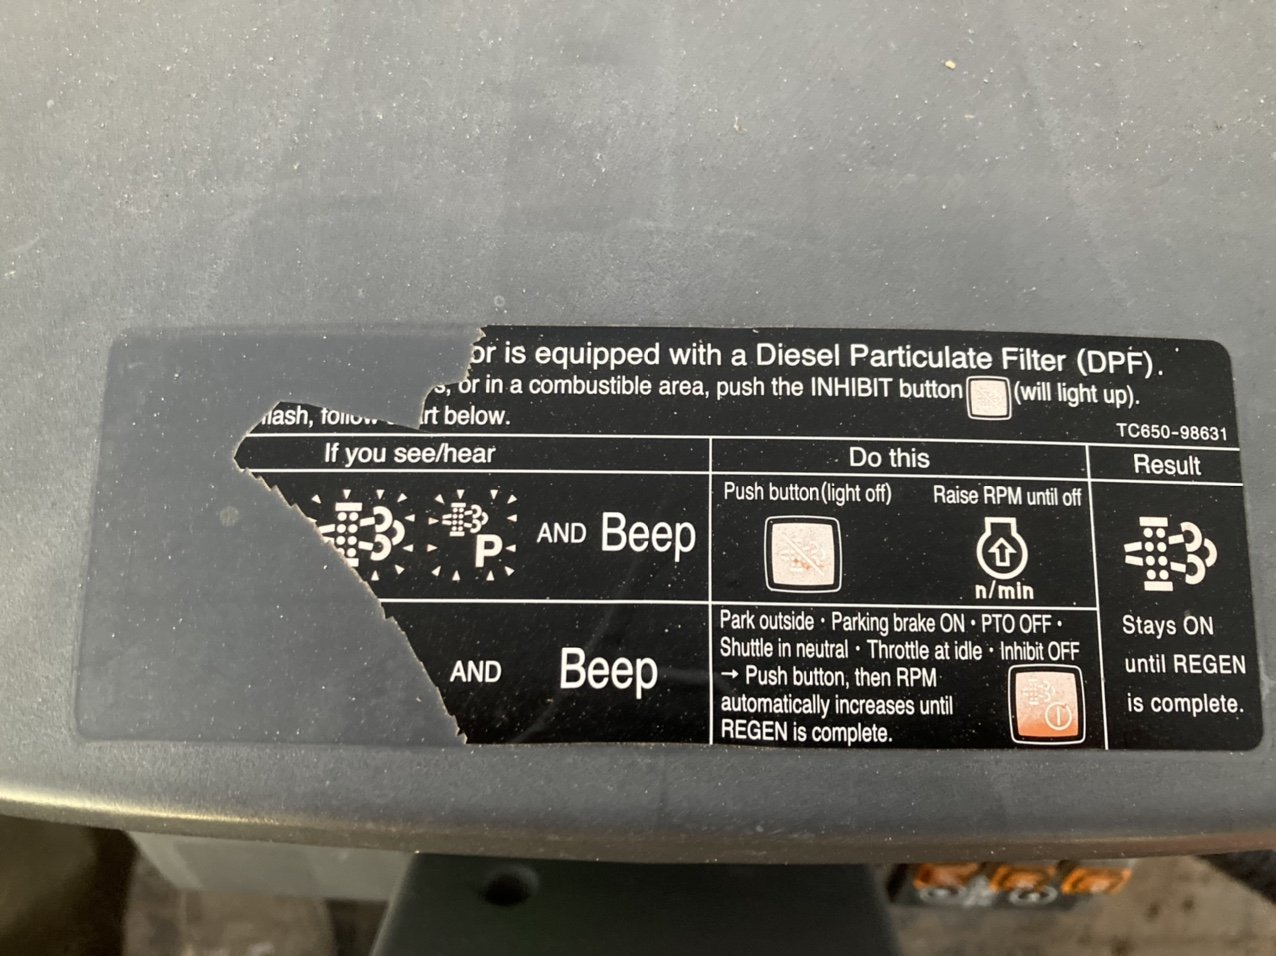 or is equipped with a Diesel Particulate Filter (DPF).
or in a combustible area, push the INHIBIT button (will light up).
follow below.
TC650-98631
If you see/hear
Do this
Result
AND Beep
Push button(light off)
Raise RPM until off
P
n/min
Stays ON
until REGEN
is complete.
AND Beep
Park outside · Parking brake ON · PTO OFF ·
Shuttle in neutral · Throttle at idle · Inhibit OFF
→ Push button, then RPM
automatically increases until
REGEN is complete.